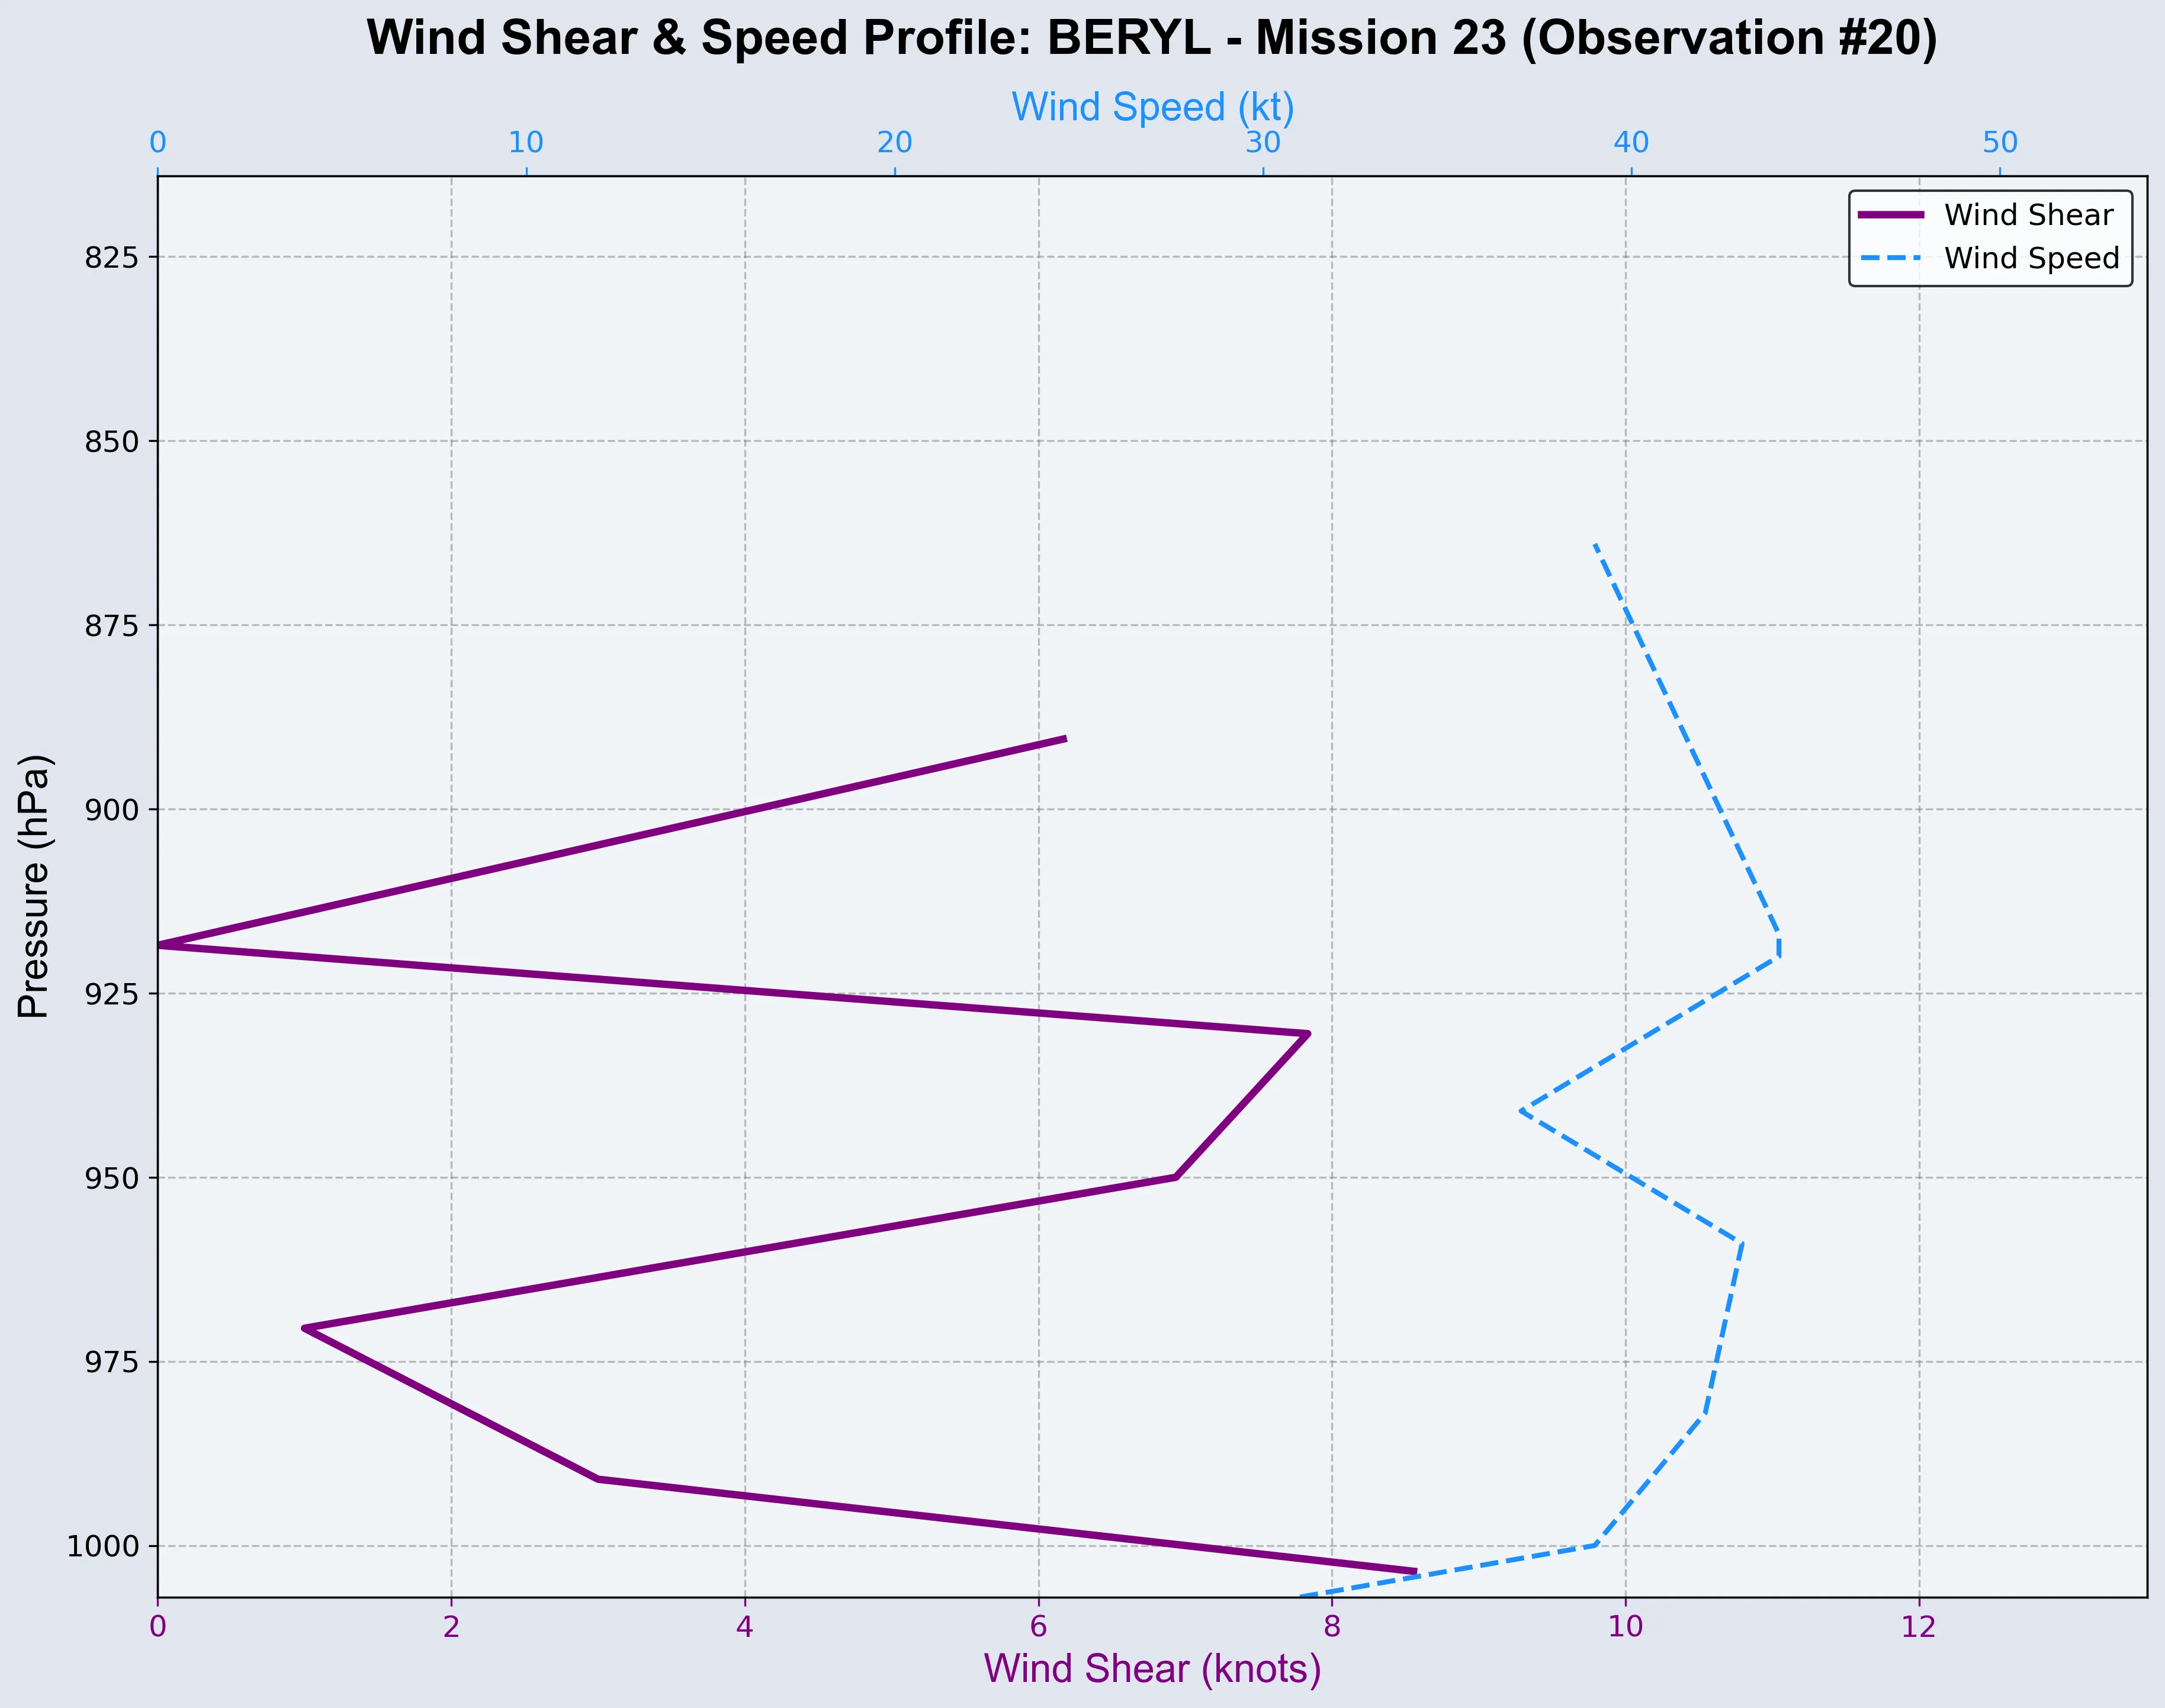 Wind Shear & Speed Profile: BERYL - Mission 23 (Observation #20)
Wind Speed (kt)
0 10 20 30 40 50
Wind Shear
Wind Speed
825
850
875
900
925
950
975
1000
Pressure (hPa)
0 2 4 6 8 10 12
Wind Shear (knots)